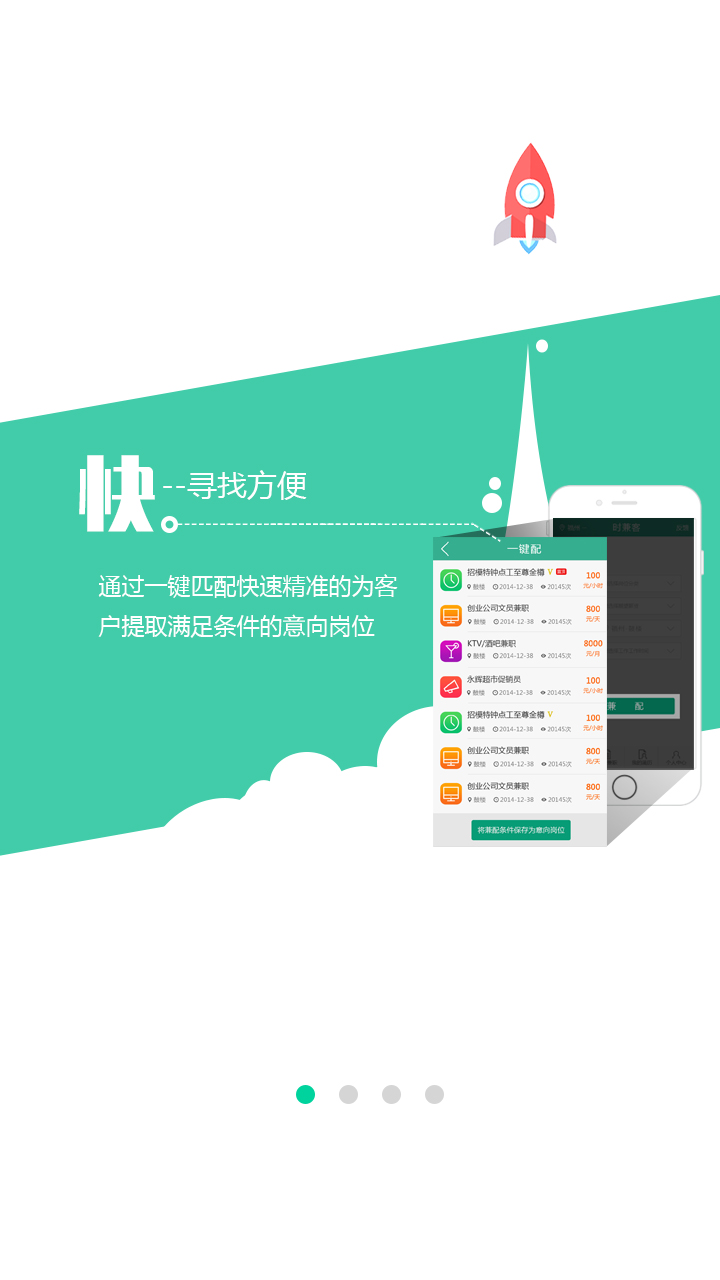 快
--寻找方便
通过一键匹配快速精准的为客
户提取满足条件的意向岗位
时兼客
一键配
招模特钟点工至尊金樽 V
100
鼓楼 2014-12-38 20145次
元/小时
创业公司文员兼职
800
鼓楼 2014-12-38 20145次
元/天
KTV/酒吧兼职
8000
鼓楼 2014-12-38 20145次
元/月
永辉超市促销员
100
鼓楼 2014-12-38 20145次
元/小时
招模特钟点工至尊金樽 V
100
鼓楼 2014-12-38 20145次
元/小时
创业公司文员兼职
800
鼓楼 2014-12-38 20145次
元/天
创业公司文员兼职
800
鼓楼 2014-12-38 20145次
元/天
兼 配
将兼配条件保存为意向岗位